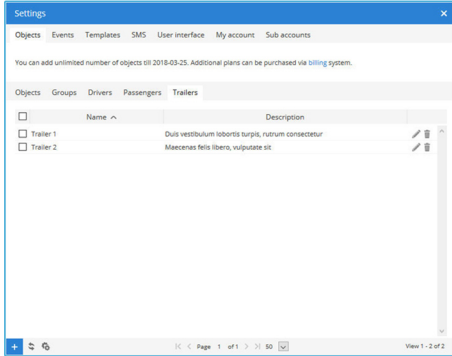 Settings
Objects Events Templates SMS User interface My account Sub accounts
You can add unlimited number of objects till 2018-03-25. Additional plans can be purchased via billing system.
Objects Groups Drivers Passengers Trailers
Name Description
Trailer 1 Duis vestibulum lobortis turpis, rutrum consectetur
Trailer 2 Maecenas felis libero, vulputate sit
Page 1 of 1 50 View 1 - 2 of 2